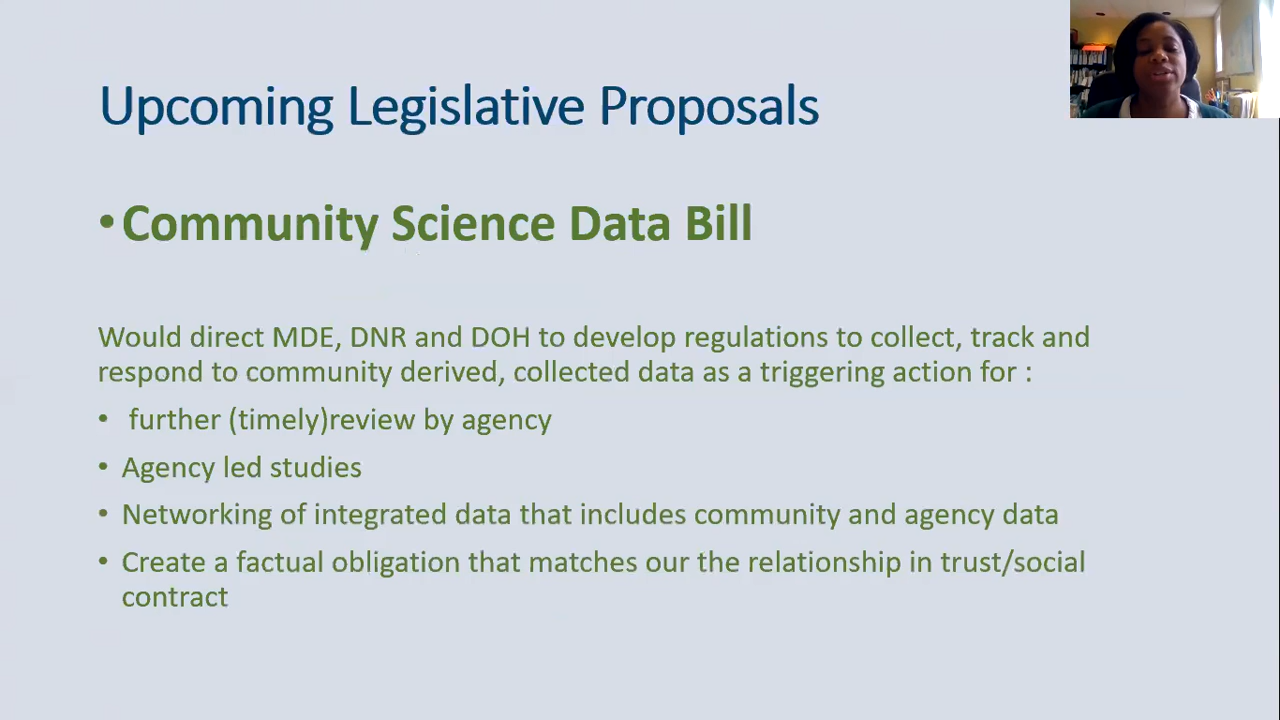 Upcoming Legislative Proposals
•Community Science Data Bill
Would direct MDE, DNR and DOH to develop regulations to collect, track and
respond to community derived, collected data as a triggering action for :
• further (timely)review by agency
• Agency led studies
• Networking of integrated data that includes community and agency data
• Create a factual obligation that matches our the relationship in trust/social
contract